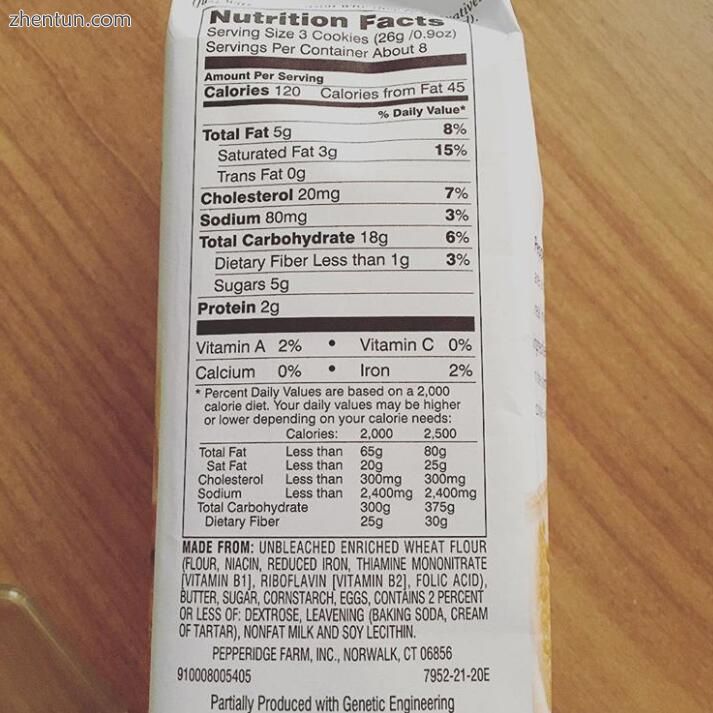 zhentun.com
Nutrition Facts
Serving Size 3 Cookies (26g /0.9oz)
Servings Per Container About 8
Amount Per Serving
Calories 120 Calories from Fat 45
% Daily Value*
Total Fat 5g 8%
Saturated Fat 3g 15%
Trans Fat 0g
Cholesterol 20mg 7%
Sodium 80mg 3%
Total Carbohydrate 18g 6%
Dietary Fiber Less than 1g 3%
Sugars 5g
Protein 2g
Vitamin A 2% • Vitamin C 0%
Calcium 0% • Iron 2%
* Percent Daily Values are based on a 2,000
calorie diet. Your daily values may be higher
or lower depending on your calorie needs:
Calories: 2,000 2,500
Total Fat Less than 65g 80g
Sat Fat Less than 20g 25g
Cholesterol Less than 300mg 300mg
Sodium Less than 2,400mg 2,400mg
Total Carbohydrate 300g 375g
Dietary Fiber 25g 30g
MADE FROM: UNBLEACHED ENRICHED WHEAT FLOUR
(FLOUR, NIACIN, REDUCED IRON, THIAMINE MONONITRATE
[VITAMIN B1], RIBOFLAVIN [VITAMIN B2], FOLIC ACID),
BUTTER, SUGAR, CORNSTARCH, EGGS, CONTAINS 2 PERCENT
OR LESS OF: DEXTROSE, LEAVENING (BAKING SODA, CREAM
OF TARTAR), NONFAT MILK AND SOY LECITHIN.
PEPPERIDGE FARM, INC., NORWALK, CT 06856
910008005405 7952-21-20E
Partially Produced with Genetic Engineering